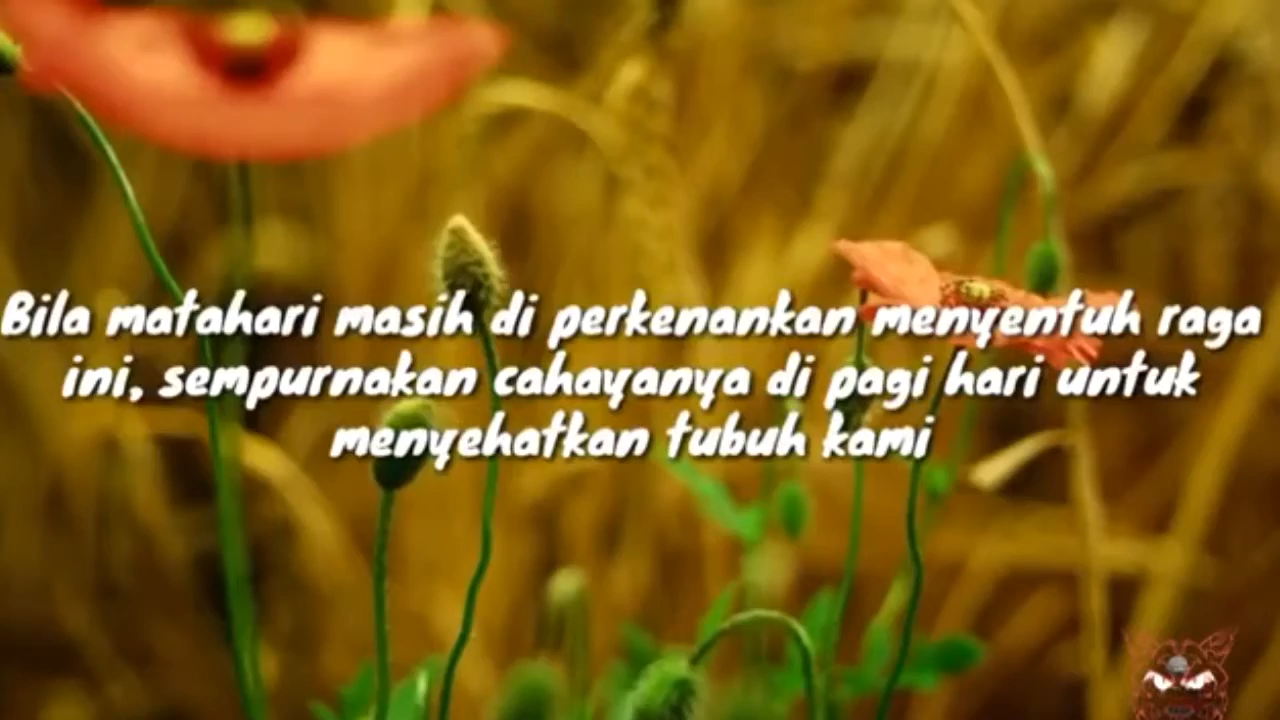 Bila matahari masih di perkenankan menyentuh raga
ini, sempurnakan cahayanya di pagi hari untuk
menyehatkan tubuh kami